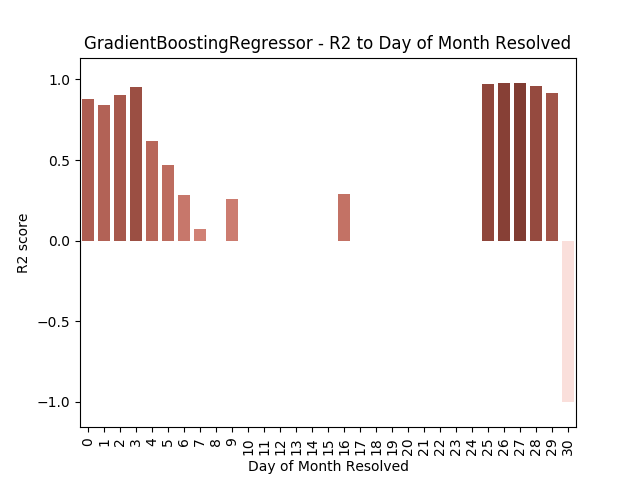 GradientBoostingRegressor - R2 to Day of Month Resolved
R2 score
1.0
0.5
0.0
−0.5
−1.0
0 1 2 3 4 5 6 7 8 9 10 11 12 13 14 15 16 17 18 19 20 21 22 23 24 25 26 27 28 29 30
Day of Month Resolved